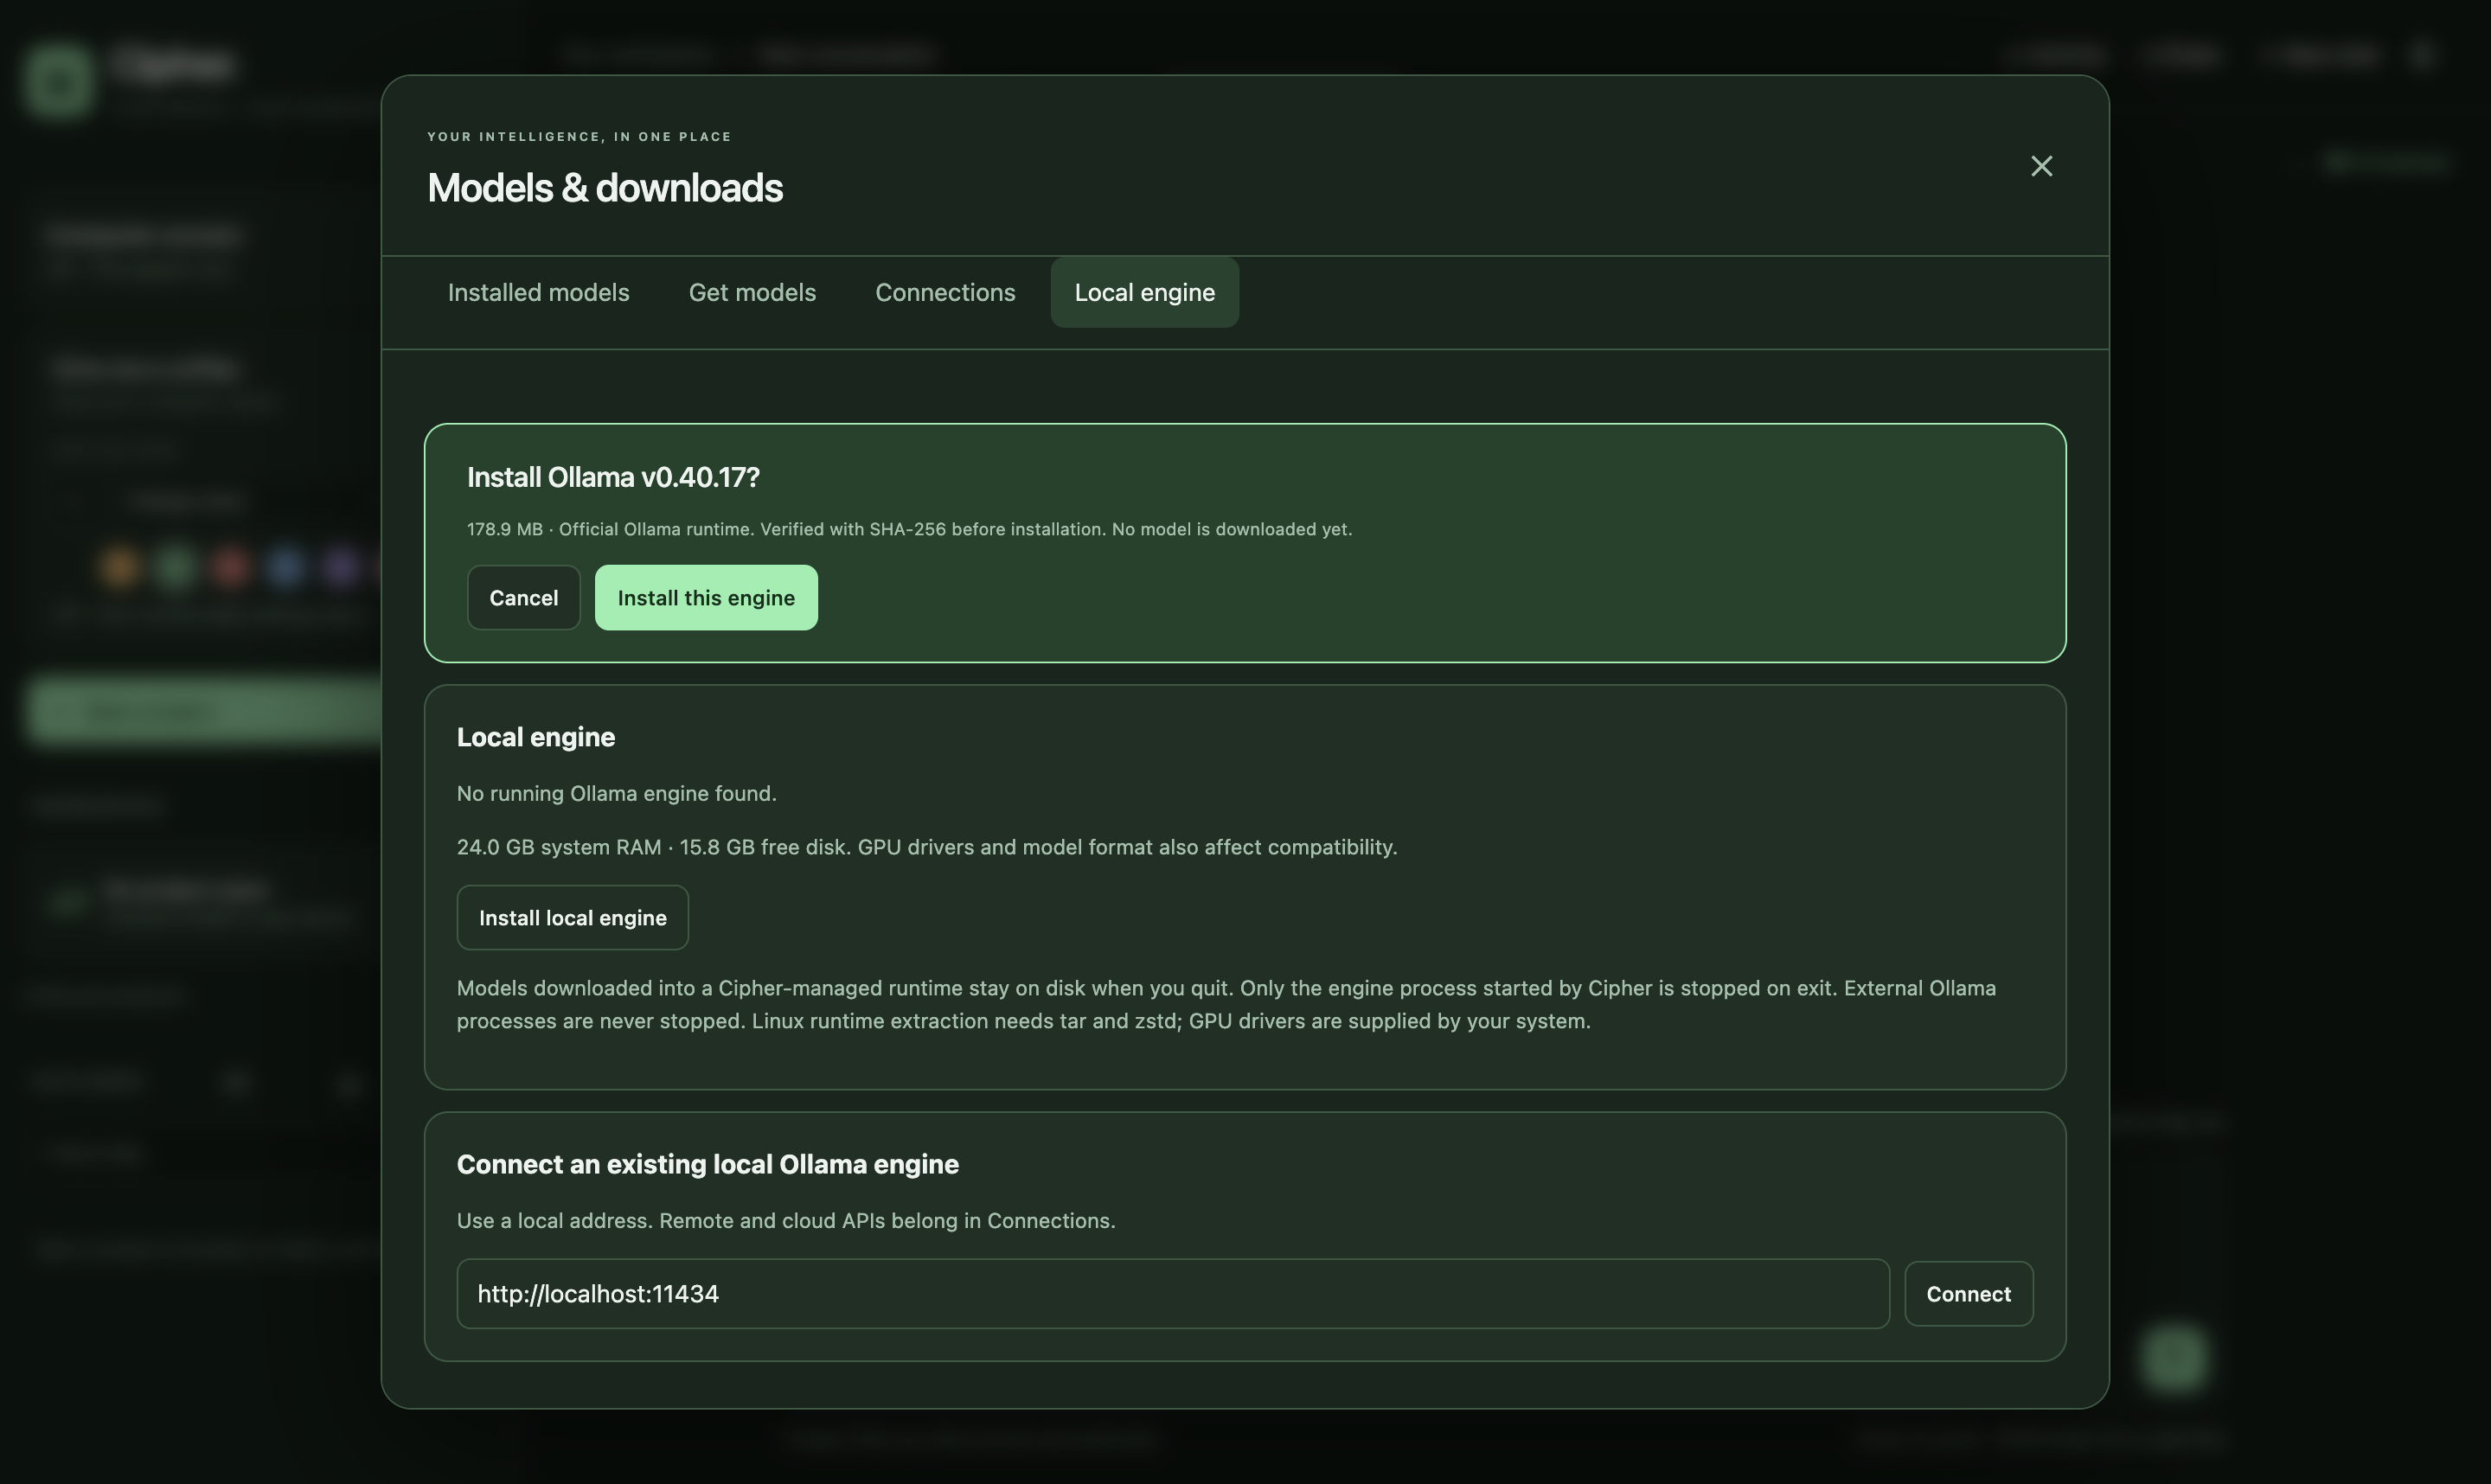 YOUR INTELLIGENCE, IN ONE PLACE
Models & downloads
Installed models
Get models
Connections
Local engine
Install Ollama v0.40.17?
178.9 MB · Official Ollama runtime. Verified with SHA-256 before installation. No model is downloaded yet.
Cancel
Install this engine
Local engine
No running Ollama engine found.
24.0 GB system RAM · 15.8 GB free disk. GPU drivers and model format also affect compatibility.
Install local engine
Models downloaded into a Cipher-managed runtime stay on disk when you quit. Only the engine process started by Cipher is stopped on exit. External Ollama
processes are never stopped. Linux runtime extraction needs tar and zstd; GPU drivers are supplied by your system.
Connect an existing local Ollama engine
Use a local address. Remote and cloud APIs belong in Connections.
http://localhost:11434
Connect